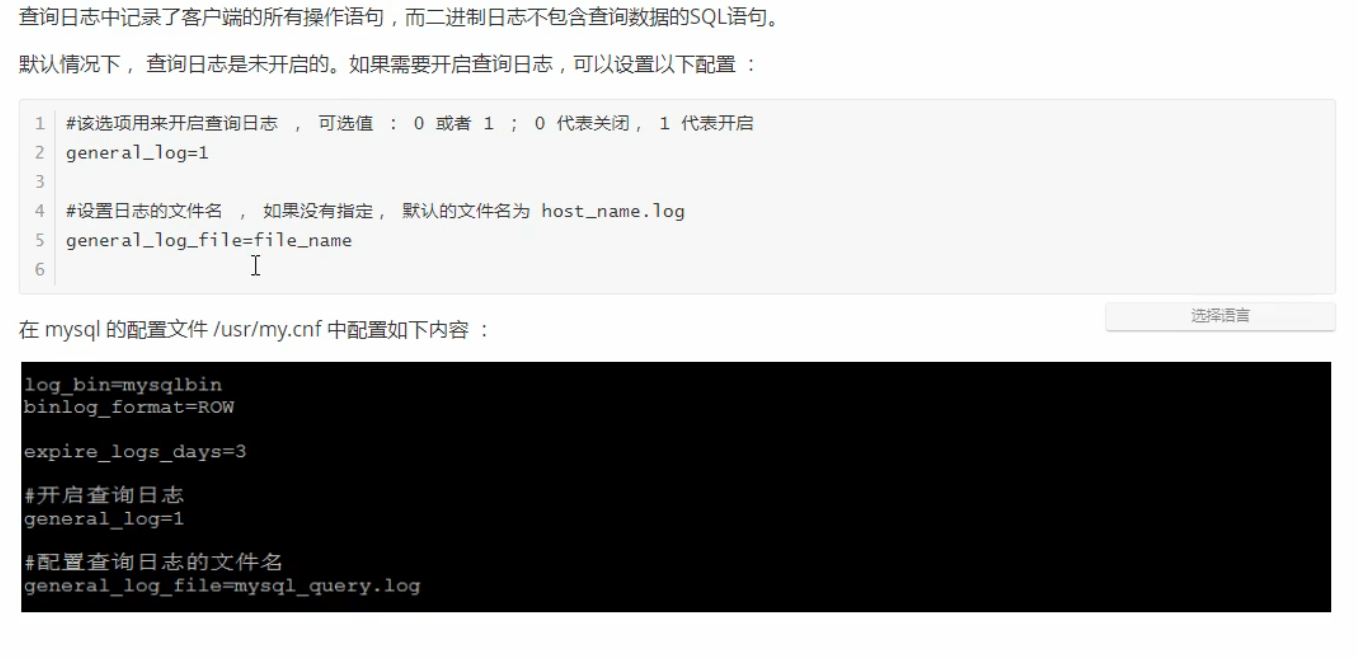 查询日志中记录了客户端的所有操作语句，而二进制日志不包含查询数据的SQL语句。
默认情况下， 查询日志是未开启的。如果需要开启查询日志，可以设置以下配置 ：
1 #该选项用来开启查询日志 ， 可选值 ： 0 或者 1 ； 0 代表关闭， 1 代表开启
2 general_log=1
3
4 #设置日志的文件名 ， 如果没有指定， 默认的文件名为 host_name.log
5 general_log_file=file_name
6
选择语言
在 mysql 的配置文件 /usr/my.cnf 中配置如下内容 ：
log_bin=mysqlbin
binlog_format=ROW
expire_logs_days=3
#开启查询日志
general_log=1
#配置查询日志的文件名
general_log_file=mysql_query.log